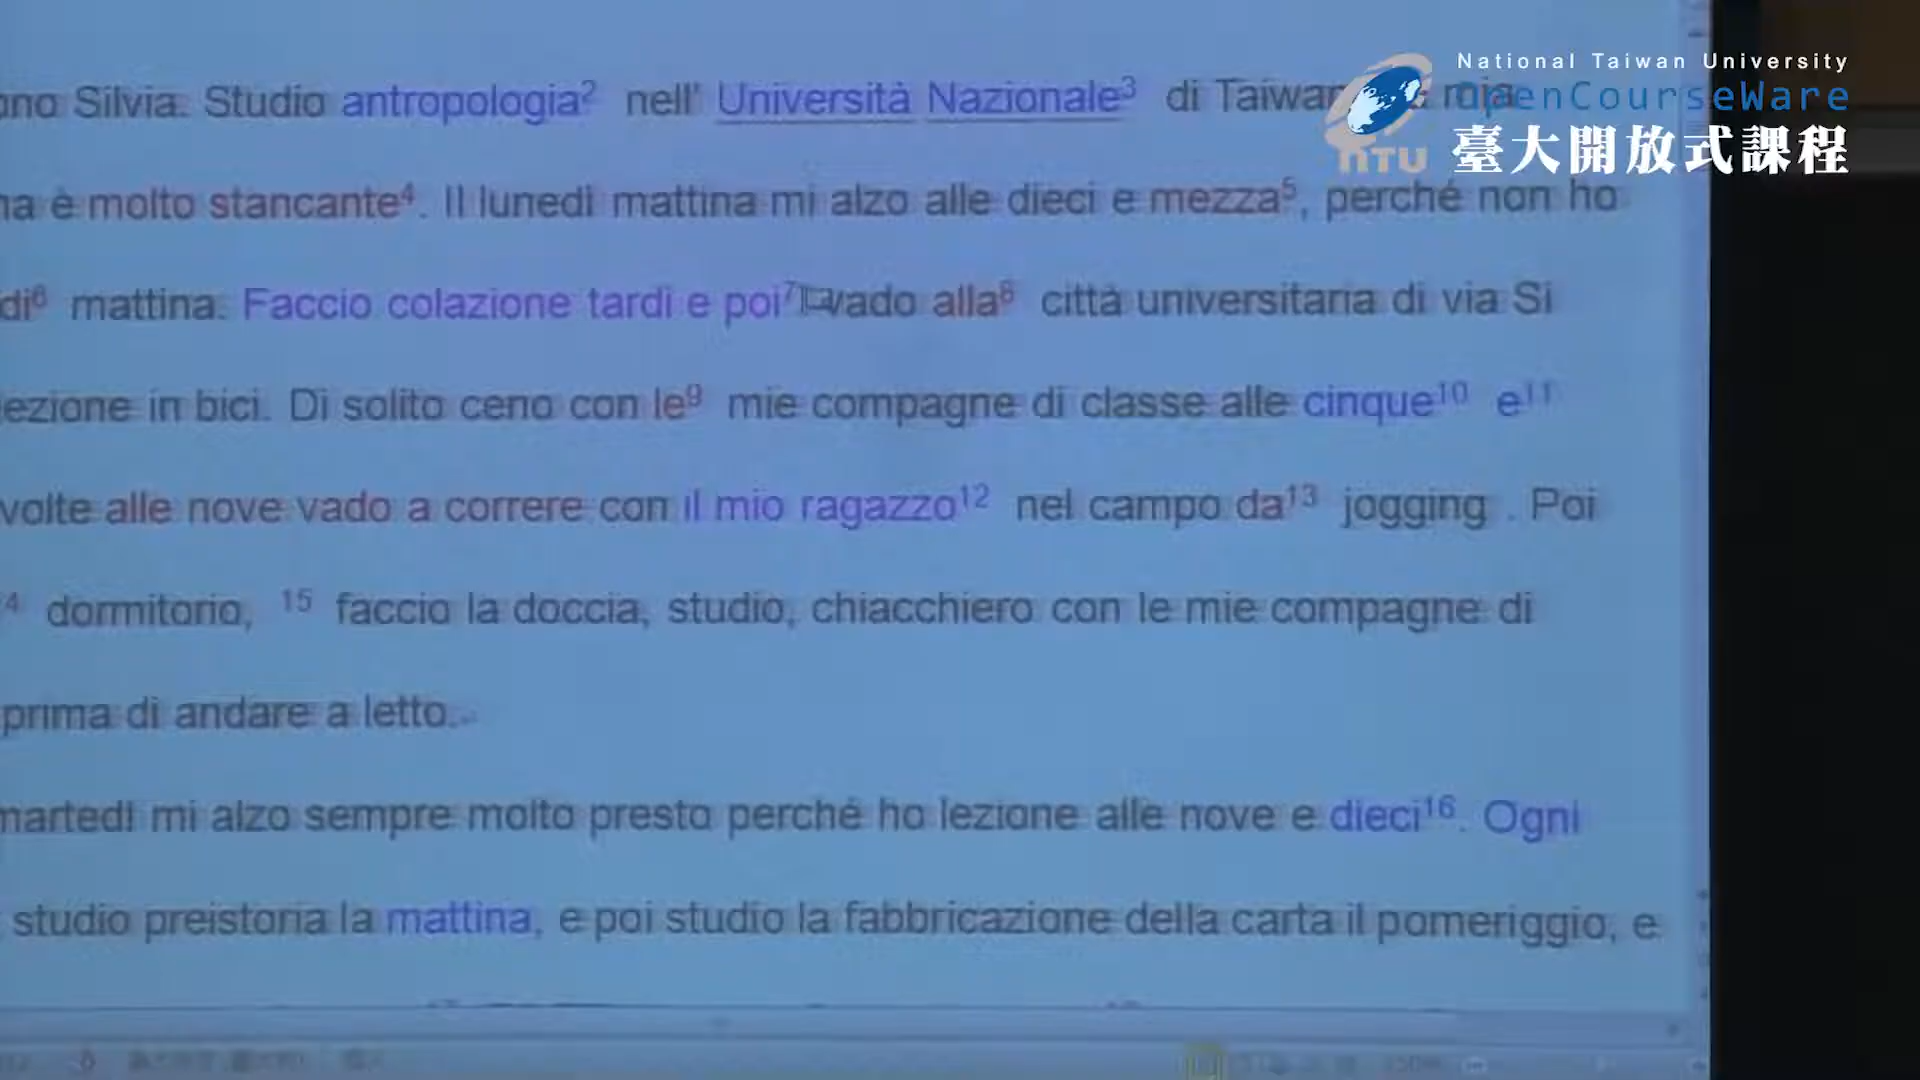 National Taiwan University
OpenCourseWare
臺大開放式課程
NTU
Silvia. Studio antropologia2 nell' Università Nazionale3 di mia
è molto stancante4. Il lunedì mattina mi alzo alle dieci e mezza5, perché non ho
di6 mattina. Faccio colazione tardi e poi7 vado alla8 città universitaria di via Si
lezione in bici. Di solito ceno con le9 mie compagne di classe alle cinque10 e11
volte alle nove vado a correre con il mio ragazzo12 nel campo da13 jogging . Poi
4 dormitorio, 15 faccio la doccia, studio, chiacchiero con le mie compagne di
prima di andare a letto.
martedì mi alzo sempre molto presto perché ho lezione alle nove e dieci16. Ogni
studio preistoria la mattina, e poi studio la fabbricazione della carta il pomeriggio, e